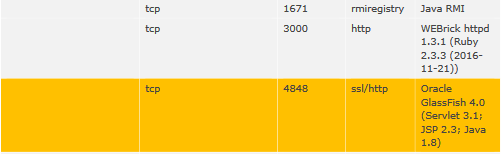 tcp 1671 rmiregistry Java RMI
tcp 3000 http WEBrick httpd
1.3.1 (Ruby
2.3.3 (2016-
11-21))
tcp 4848 ssl/http Oracle
GlassFish 4.0
(Servlet 3.1;
JSP 2.3; Java
1.8)